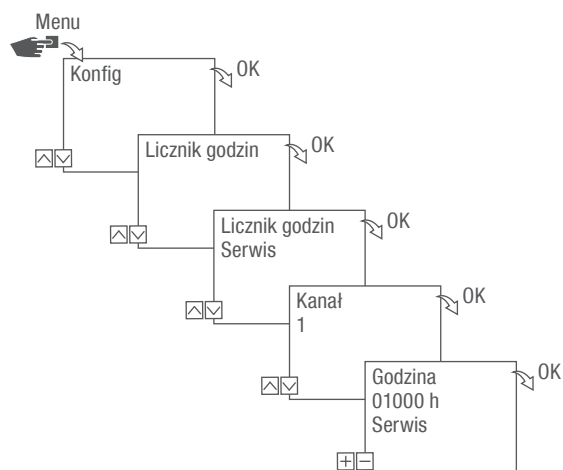 Menu
Konfig
OK
Licznik godzin
OK
Licznik godzin
Serwis
OK
Kanał
1
OK
Godzina
01000 h
Serwis
OK